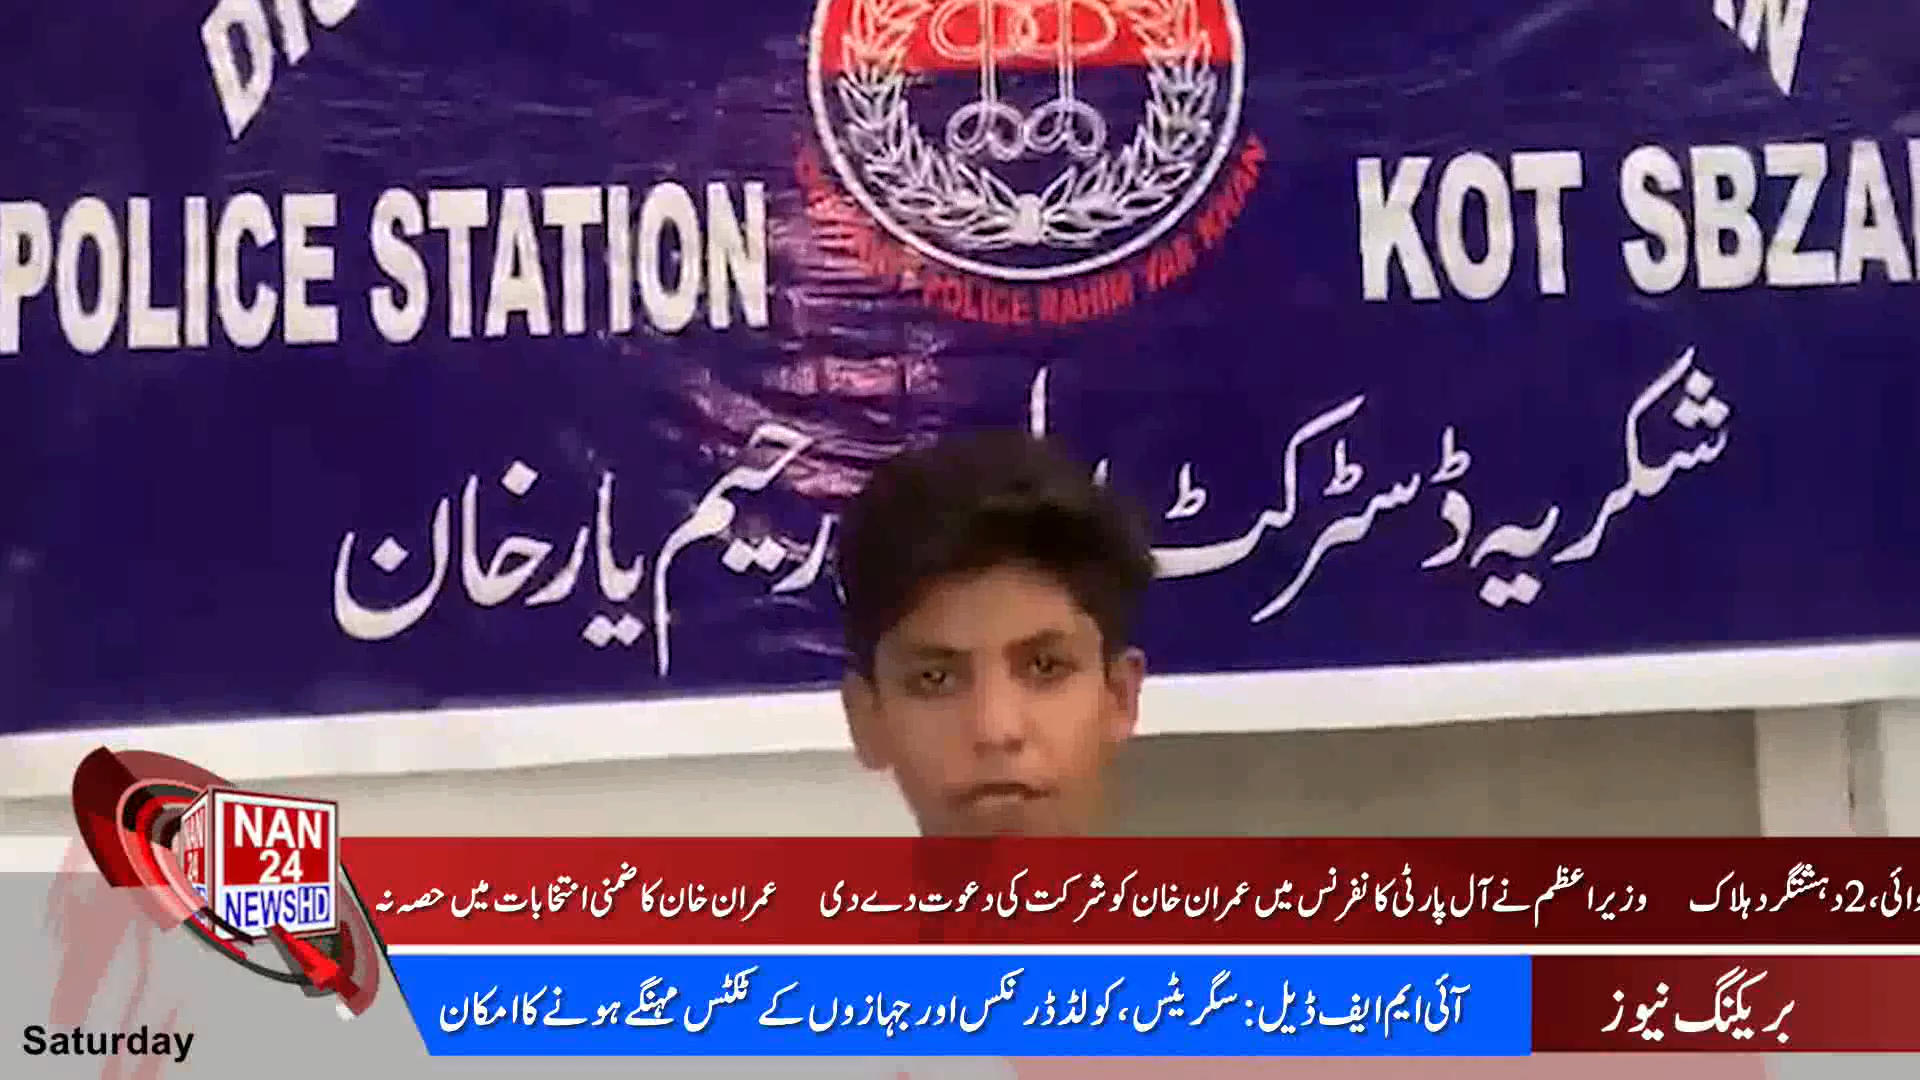 POLICE STATION
KOT SBZA
POLICE RAHIM YAR KHAN
شکریہ ڈسٹرکٹ
رحیم یار خان
NAN
24
NEWSHD
2 دہشتگرد ہلاک وزیراعظم نے آل پارٹی کانفرنس میں عمران خان کو شرکت کی دعوت دے دی عمران خان کا ضمنی انتخابات میں حصہ نہ
آئی ایم ایف ڈیل: سگریٹس، کولڈ ڈرنکس اور جہازوں کے ٹکٹس مہنگے ہونے کا امکان
بریکنگ نیوز
Saturday